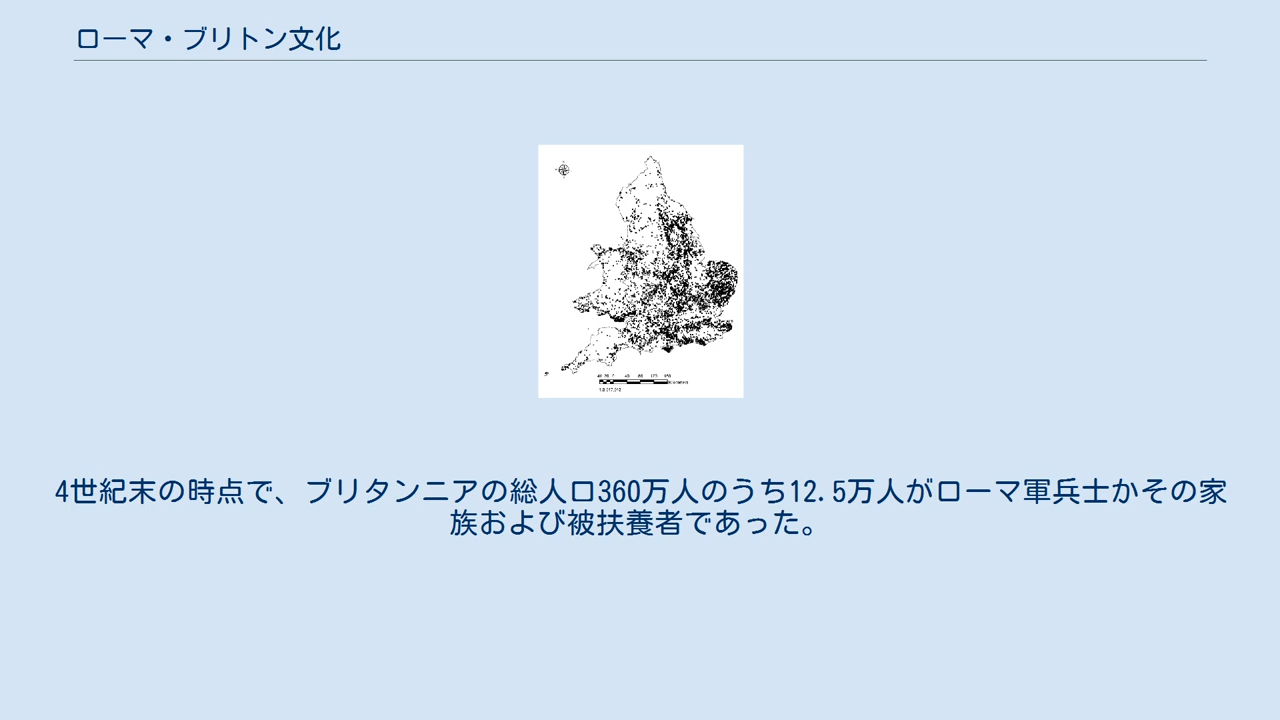 ローマ・ブリトン文化
4世紀末の時点で、ブリタンニアの総人口360万人のうち12.5万人がローマ軍兵士かその家
族および被扶養者であった。